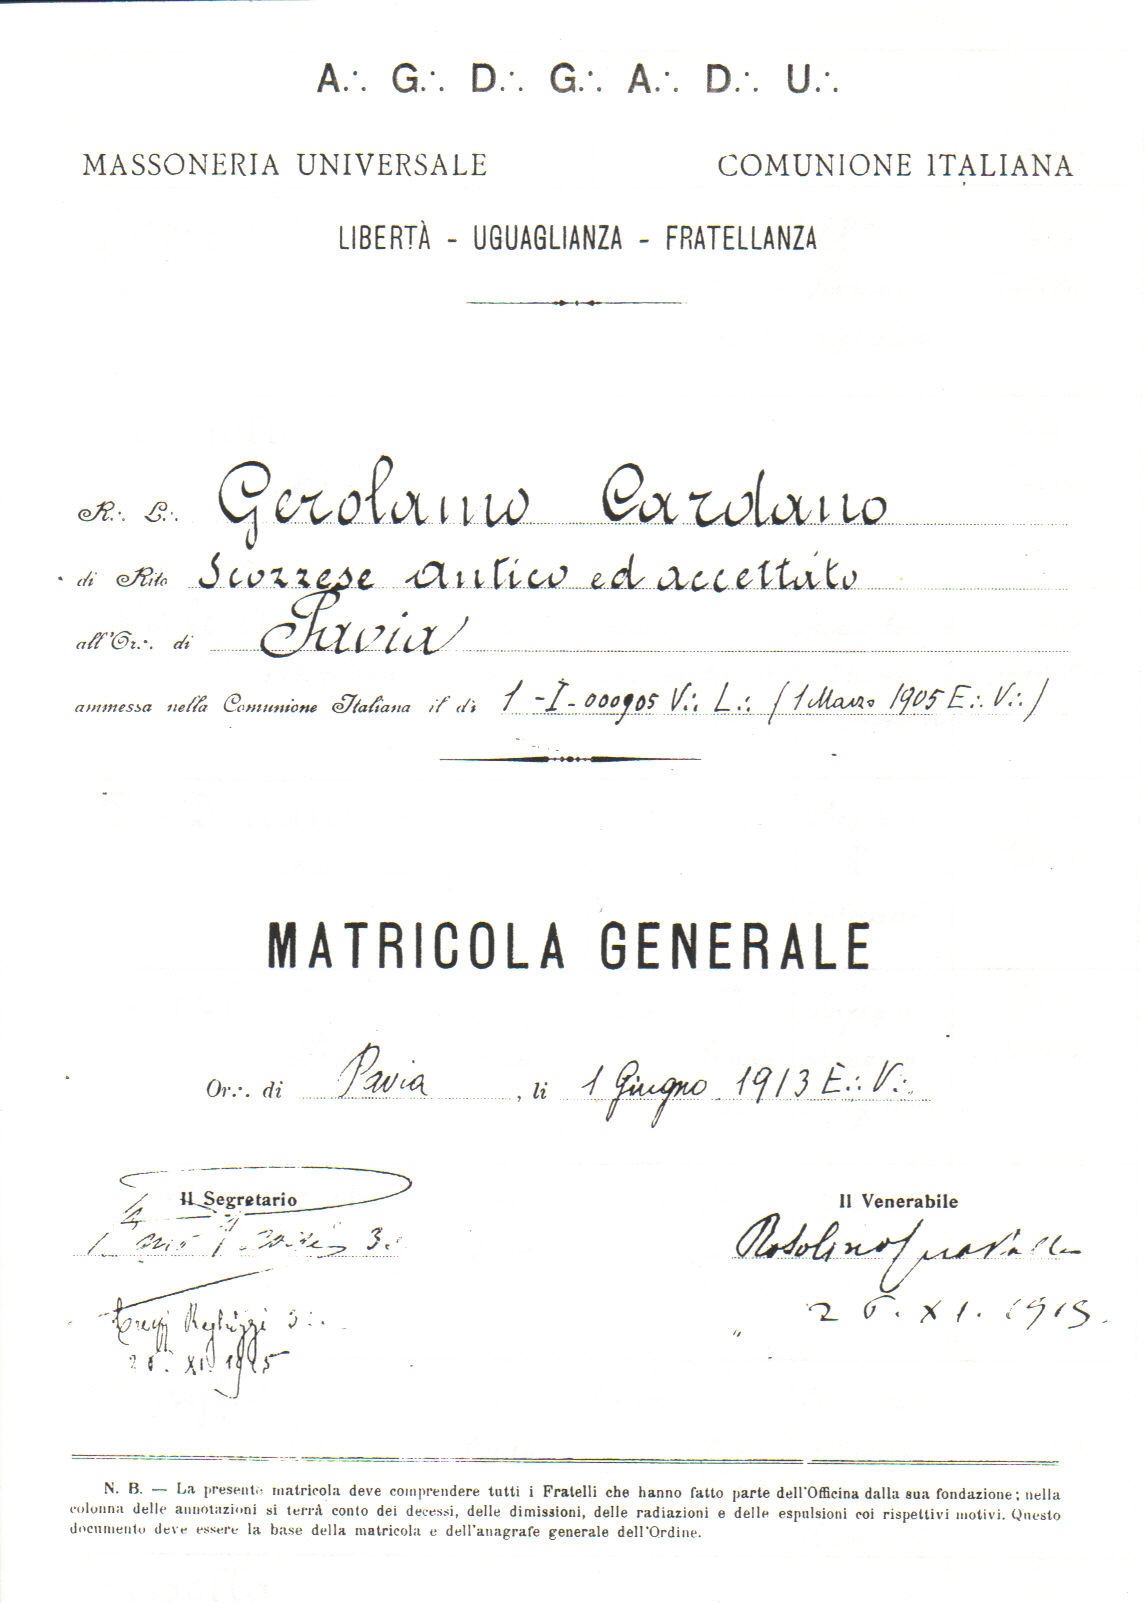 A∴ G∴ D∴ G∴ A∴ D∴ U∴
MASSONERIA UNIVERSALE COMUNIONE ITALIANA
LIBERTÀ - UGUAGLIANZA - FRATELLANZA
R∴ L∴ Gerolamo Cardano
di Rito Scozzese antico ed accettato
all'Or∴ di Pavia
ammessa nella Comunione Italiana il dì 1 - I - 000905 V∴ L∴ (1 Marzo 1905 E∴ V∴)
MATRICOLA GENERALE
Or∴ di Pavia, li 1 Giugno 1913 E∴ V∴
Il Segretario Il Venerabile
3∴ Rosolino
3∴ 26. XI. 1915
26. XI. 1915
N. B. — La presente matricola deve comprendere tutti i Fratelli che hanno fatto parte dell'Officina dalla sua fondazione; nella
colonna delle annotazioni si terrà conto dei decessi, delle dimissioni, delle radiazioni e delle espulsioni coi rispettivi motivi. Questo
documento deve essere la base della matricola e dell'anagrafe generale dell'Ordine.